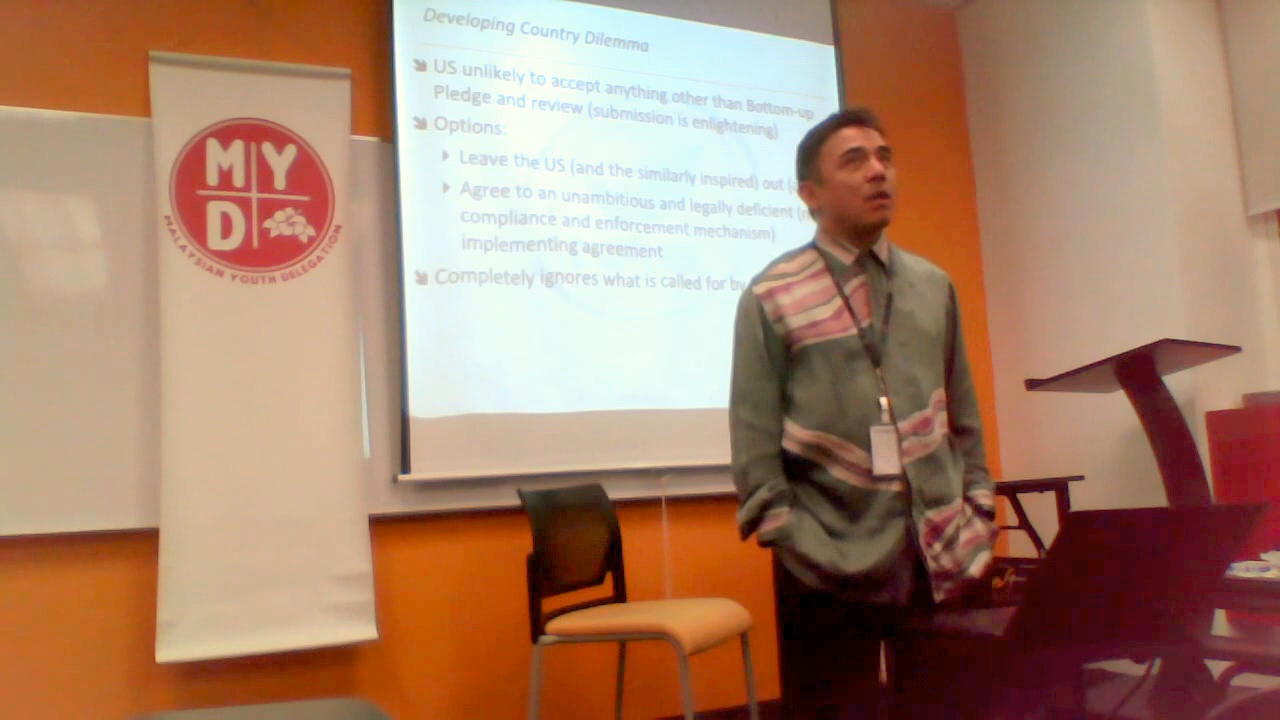 MY
D
MALAYSIAN YOUTH DELEGATION
Developing Country Dilemma
US unlikely to accept anything other than Bottom-up
Pledge and review (submission is enlightening)
Options:
Leave the US (and the similarly inspired) out
Agree to an unambitious and legally deficient
compliance and enforcement mechanism)
implementing agreement
Completely ignores what is called for by